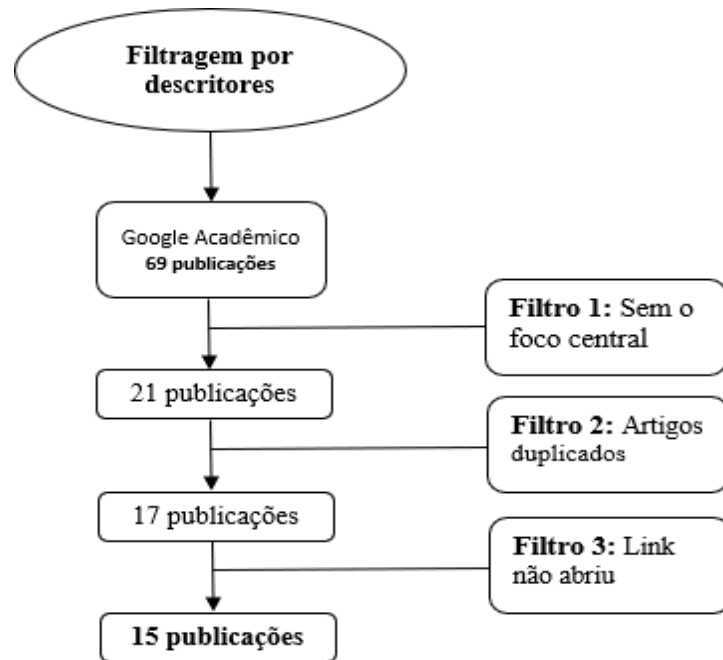 Filtragem por
descritores
Google Acadêmico
69 publicações
Filtro 1: Sem o
foco central
21 publicações
Filtro 2: Artigos
duplicados
17 publicações
Filtro 3: Link
não abriu
15 publicações